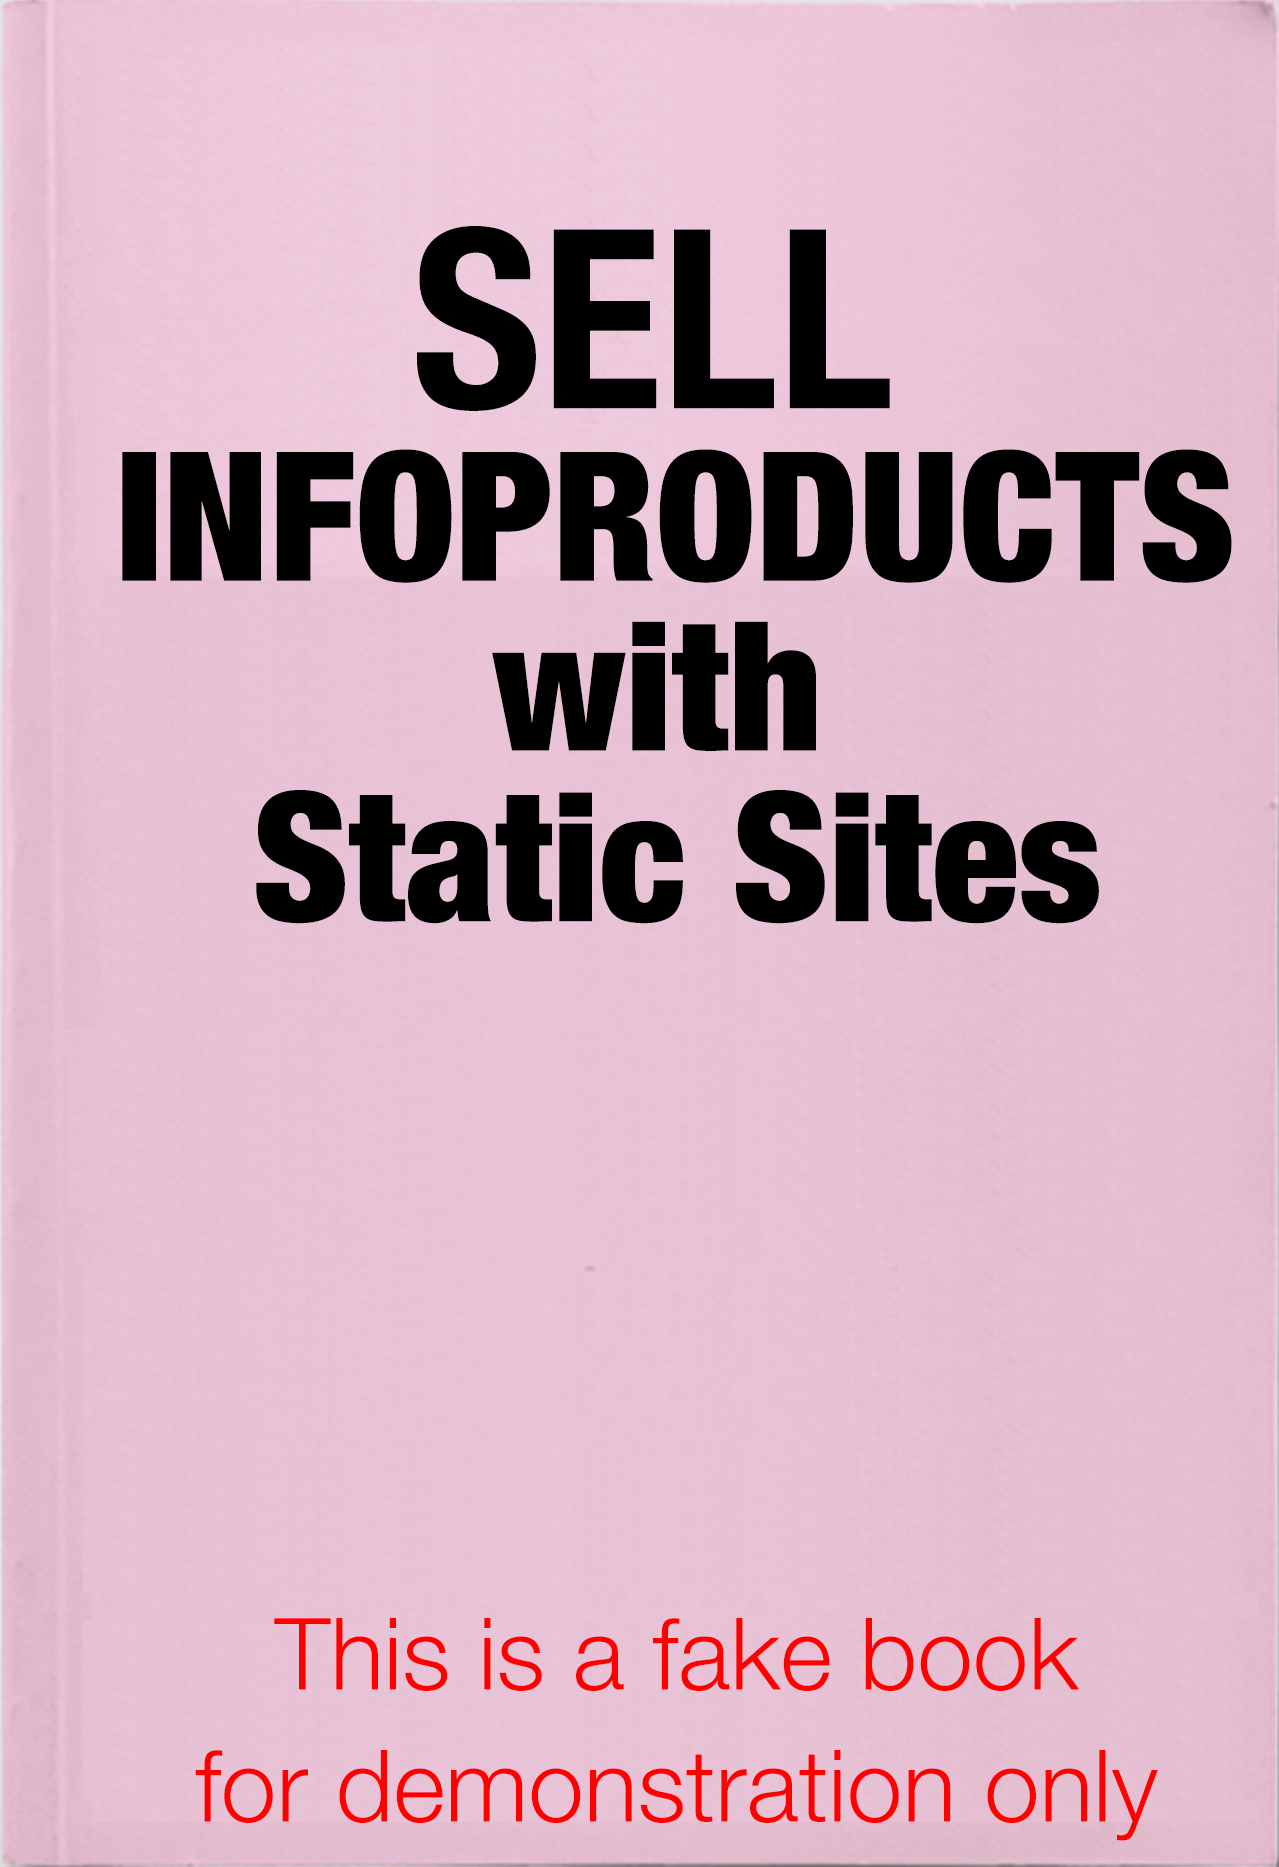 SELL
INFOPRODUCTS
with
Static Sites
This is a fake book
for demonstration only